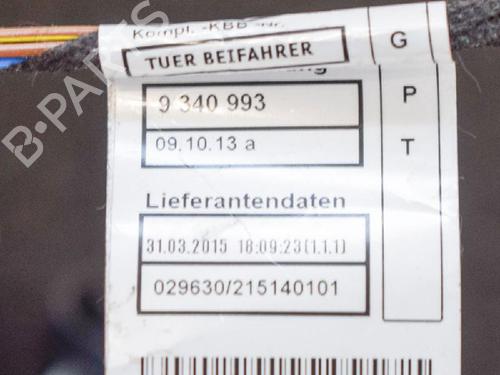 Kompl.-KBB-Nr.
G
TUER BEIFAHRER
P
9 340 993
09.10.13 a
T
Lieferantendaten
31.03.2015 18:09:23(1.1.1)
029630/215140101
B-PARTS